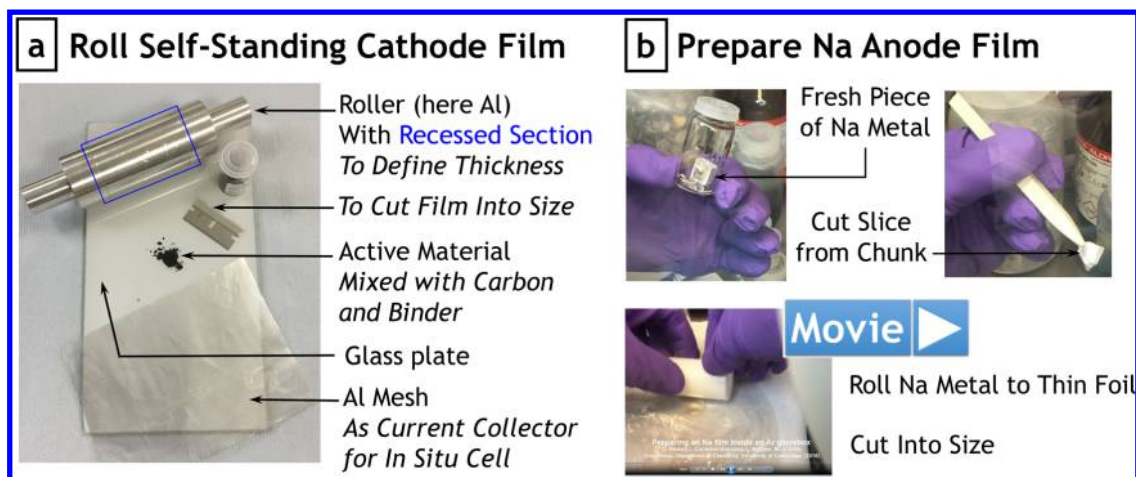 a Roll Self-Standing Cathode Film
Roller (here Al)
With Recessed Section
To Define Thickness
To Cut Film Into Size
Active Material
Mixed with Carbon
and Binder
Glass plate
Al Mesh
As Current Collector
for In Situ Cell
b Prepare Na Anode Film
Fresh Piece
of Na Metal
Cut Slice
from Chunk
Movie
Preparing an Na film inside an Ar glovebox
Roll Na Metal to Thin Foil
Cut Into Size